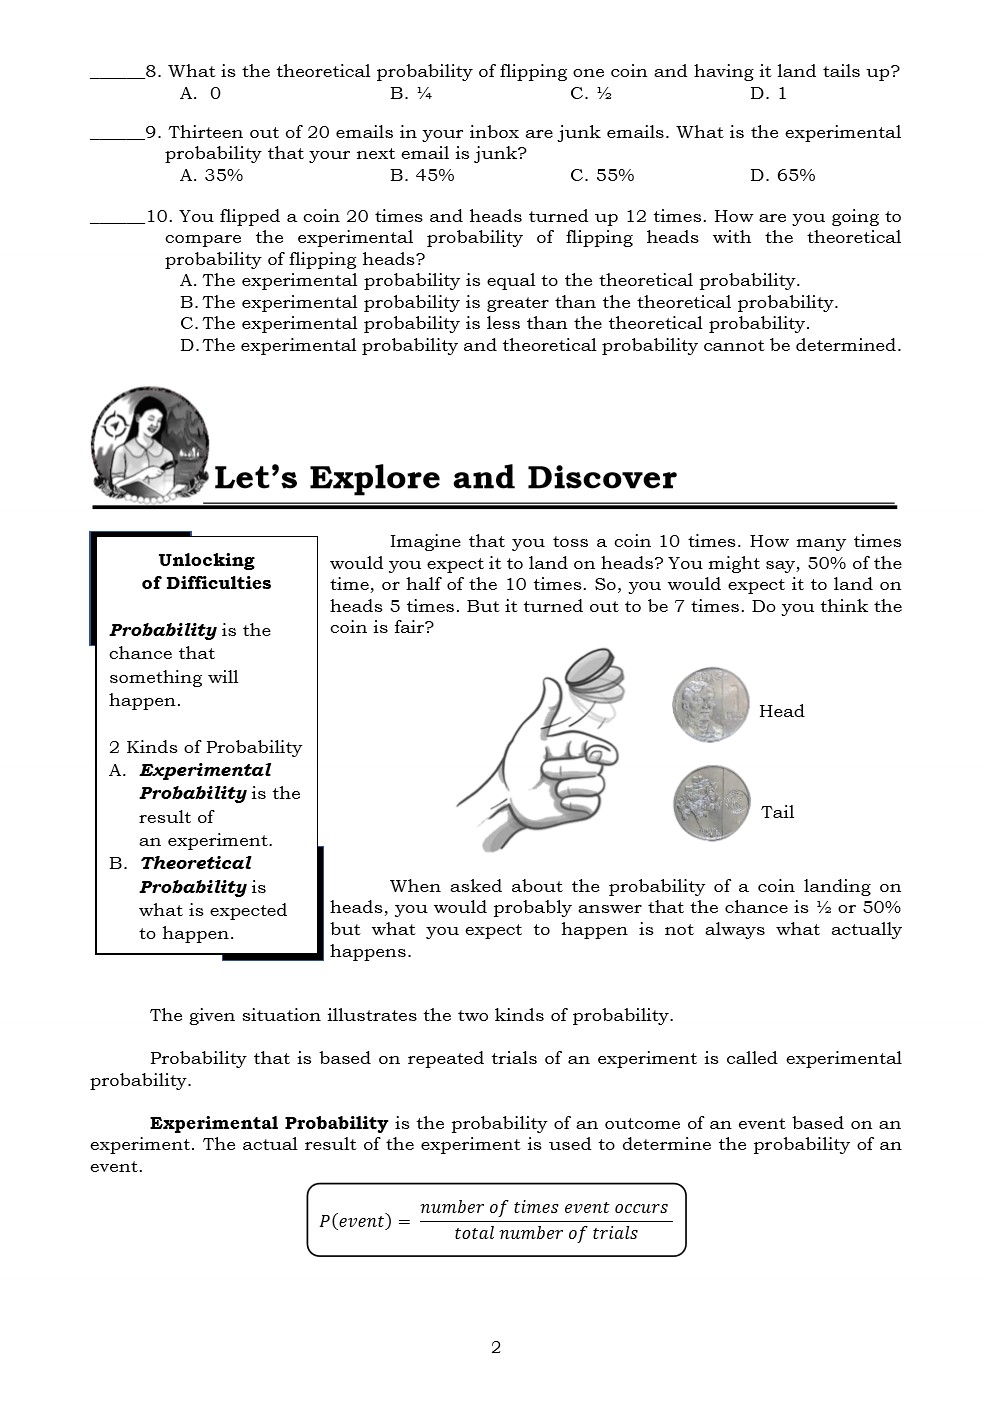 ______8. What is the theoretical probability of flipping one coin and having it land tails up?
A. 0 B. ¼ C. ½ D. 1
______9. Thirteen out of 20 emails in your inbox are junk emails. What is the experimental
probability that your next email is junk?
A. 35% B. 45% C. 55% D. 65%
______10. You flipped a coin 20 times and heads turned up 12 times. How are you going to
compare the experimental probability of flipping heads with the theoretical
probability of flipping heads?
A. The experimental probability is equal to the theoretical probability.
B. The experimental probability is greater than the theoretical probability.
C. The experimental probability is less than the theoretical probability.
D. The experimental probability and theoretical probability cannot be determined.
Let's Explore and Discover
Unlocking
of Difficulties
Probability is the
chance that
something will
happen.
2 Kinds of Probability
A. Experimental
Probability is the
result of
an experiment.
B. Theoretical
Probability is
what is expected
to happen.
Imagine that you toss a coin 10 times. How many times
would you expect it to land on heads? You might say, 50% of the
time, or half of the 10 times. So, you would expect it to land on
heads 5 times. But it turned out to be 7 times. Do you think the
coin is fair?
Head
Tail
When asked about the probability of a coin landing on
heads, you would probably answer that the chance is ½ or 50%
but what you expect to happen is not always what actually
happens.
The given situation illustrates the two kinds of probability.
Probability that is based on repeated trials of an experiment is called experimental
probability.
Experimental Probability is the probability of an outcome of an event based on an
experiment. The actual result of the experiment is used to determine the probability of an
event.
P(event) = number of times event occurs / total number of trials
2